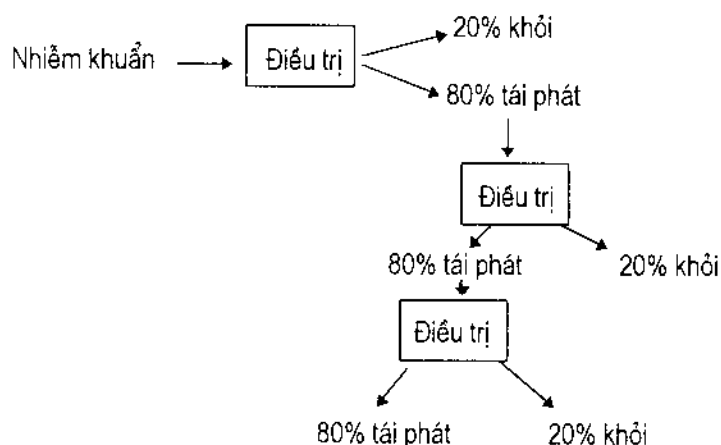 20% khỏi
Nhiễm khuẩn
Điều trị
80% tái phát
Điều trị
80% tái phát
20% khỏi
Điều trị
80% tái phát
20% khỏi